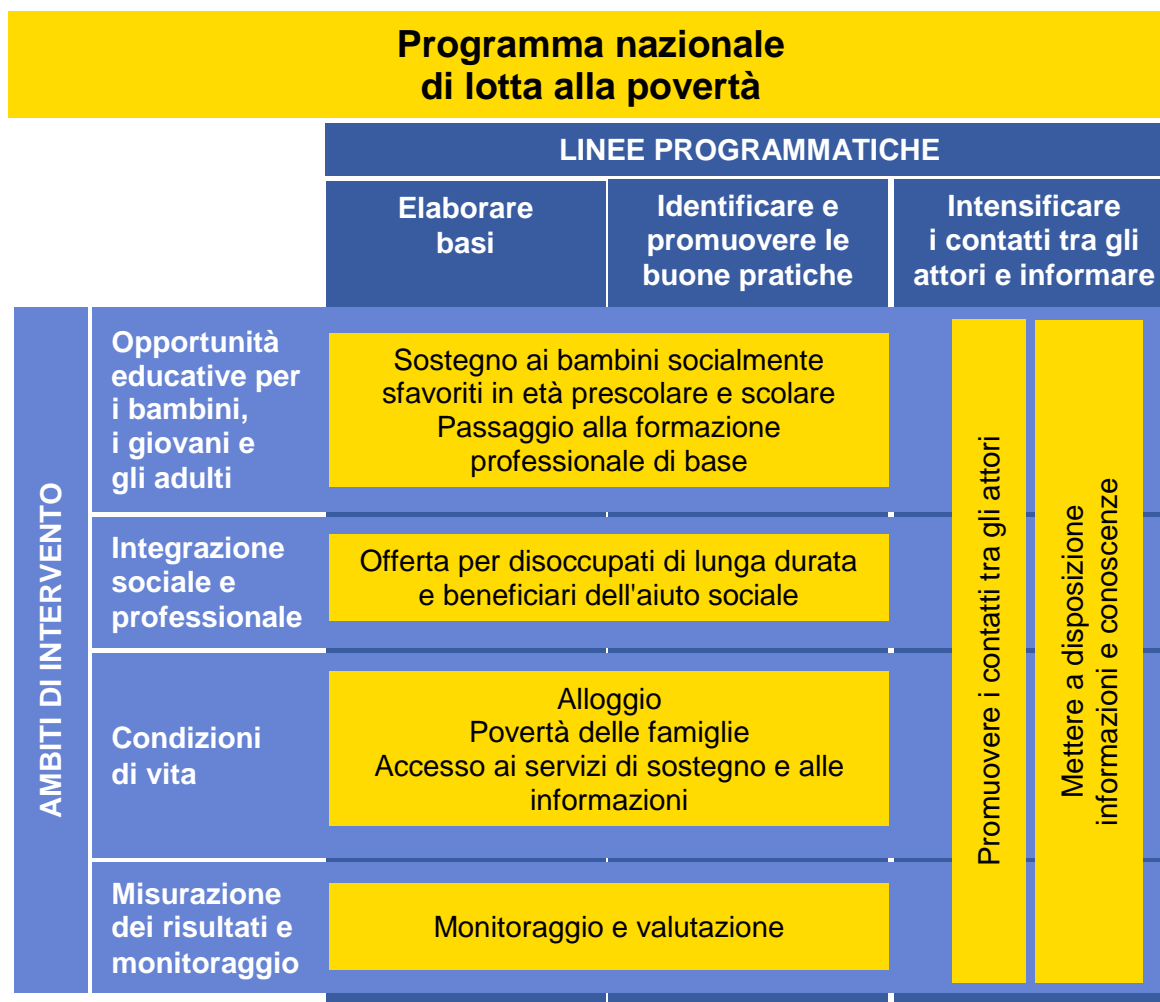 Programma nazionale
di lotta alla povertà
LINEE PROGRAMMATICHE
Elaborare
basi
Identificare e
promuovere le
buone pratiche
Intensificare
i contatti tra gli
attori e informare
AMBITI DI INTERVENTO
Opportunità
educative per
i bambini,
i giovani e
gli adulti
Sostegno ai bambini socialmente
sfavoriti in età prescolare e scolare
Passaggio alla formazione
professionale di base
Integrazione
sociale e
professionale
Offerta per disoccupati di lunga durata
e beneficiari dell'aiuto sociale
Condizioni
di vita
Alloggio
Povertà delle famiglie
Accesso ai servizi di sostegno e alle
informazioni
Misurazione
dei risultati e
monitoraggio
Monitoraggio e valutazione
Promuovere i contatti tra gli attori
Mettere a disposizione
informazioni e conoscenze